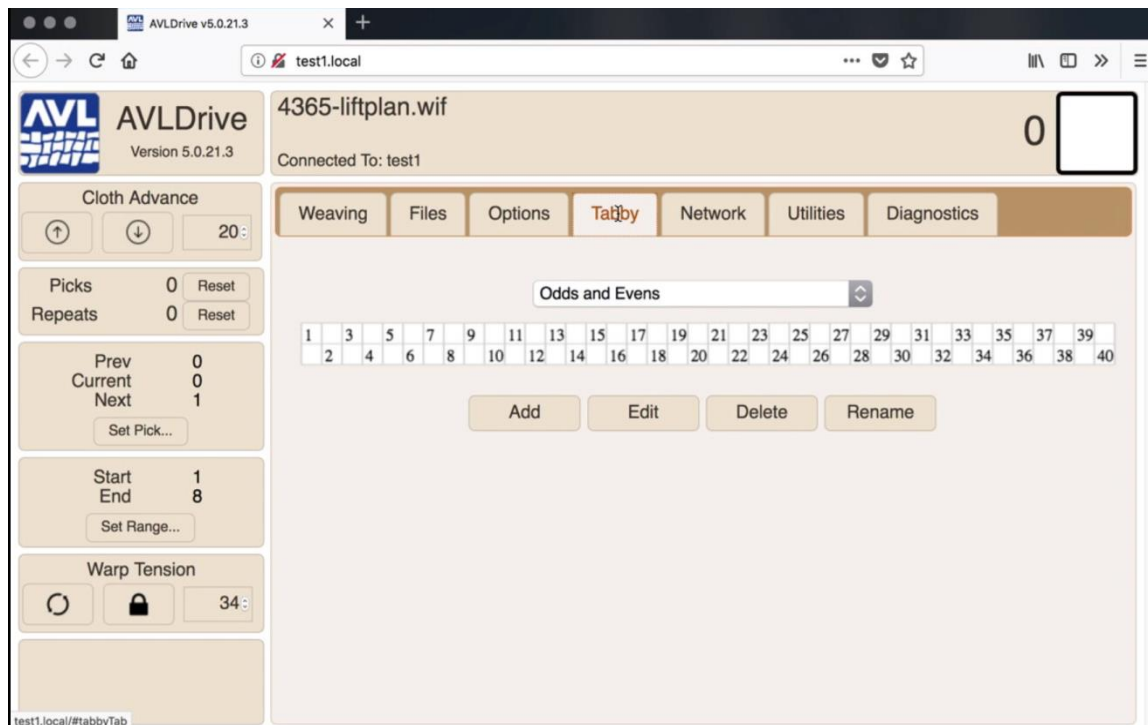 AVLDrive v5.0.21.3
test1.local
AVL
AVLDrive
Version 5.0.21.3
4365-liftplan.wif
Connected To: test1
0
Cloth Advance
20
Picks 0 Reset
Repeats 0 Reset
Prev 0
Current 0
Next 1
Set Pick...
Start 1
End 8
Set Range...
Warp Tension
34
Weaving Files Options Tabby Network Utilities Diagnostics
Odds and Evens
1 3 5 7 9 11 13 15 17 19 21 23 25 27 29 31 33 35 37 39
2 4 6 8 10 12 14 16 18 20 22 24 26 28 30 32 34 36 38 40
Add Edit Delete Rename
test1.local/#tabbyTab